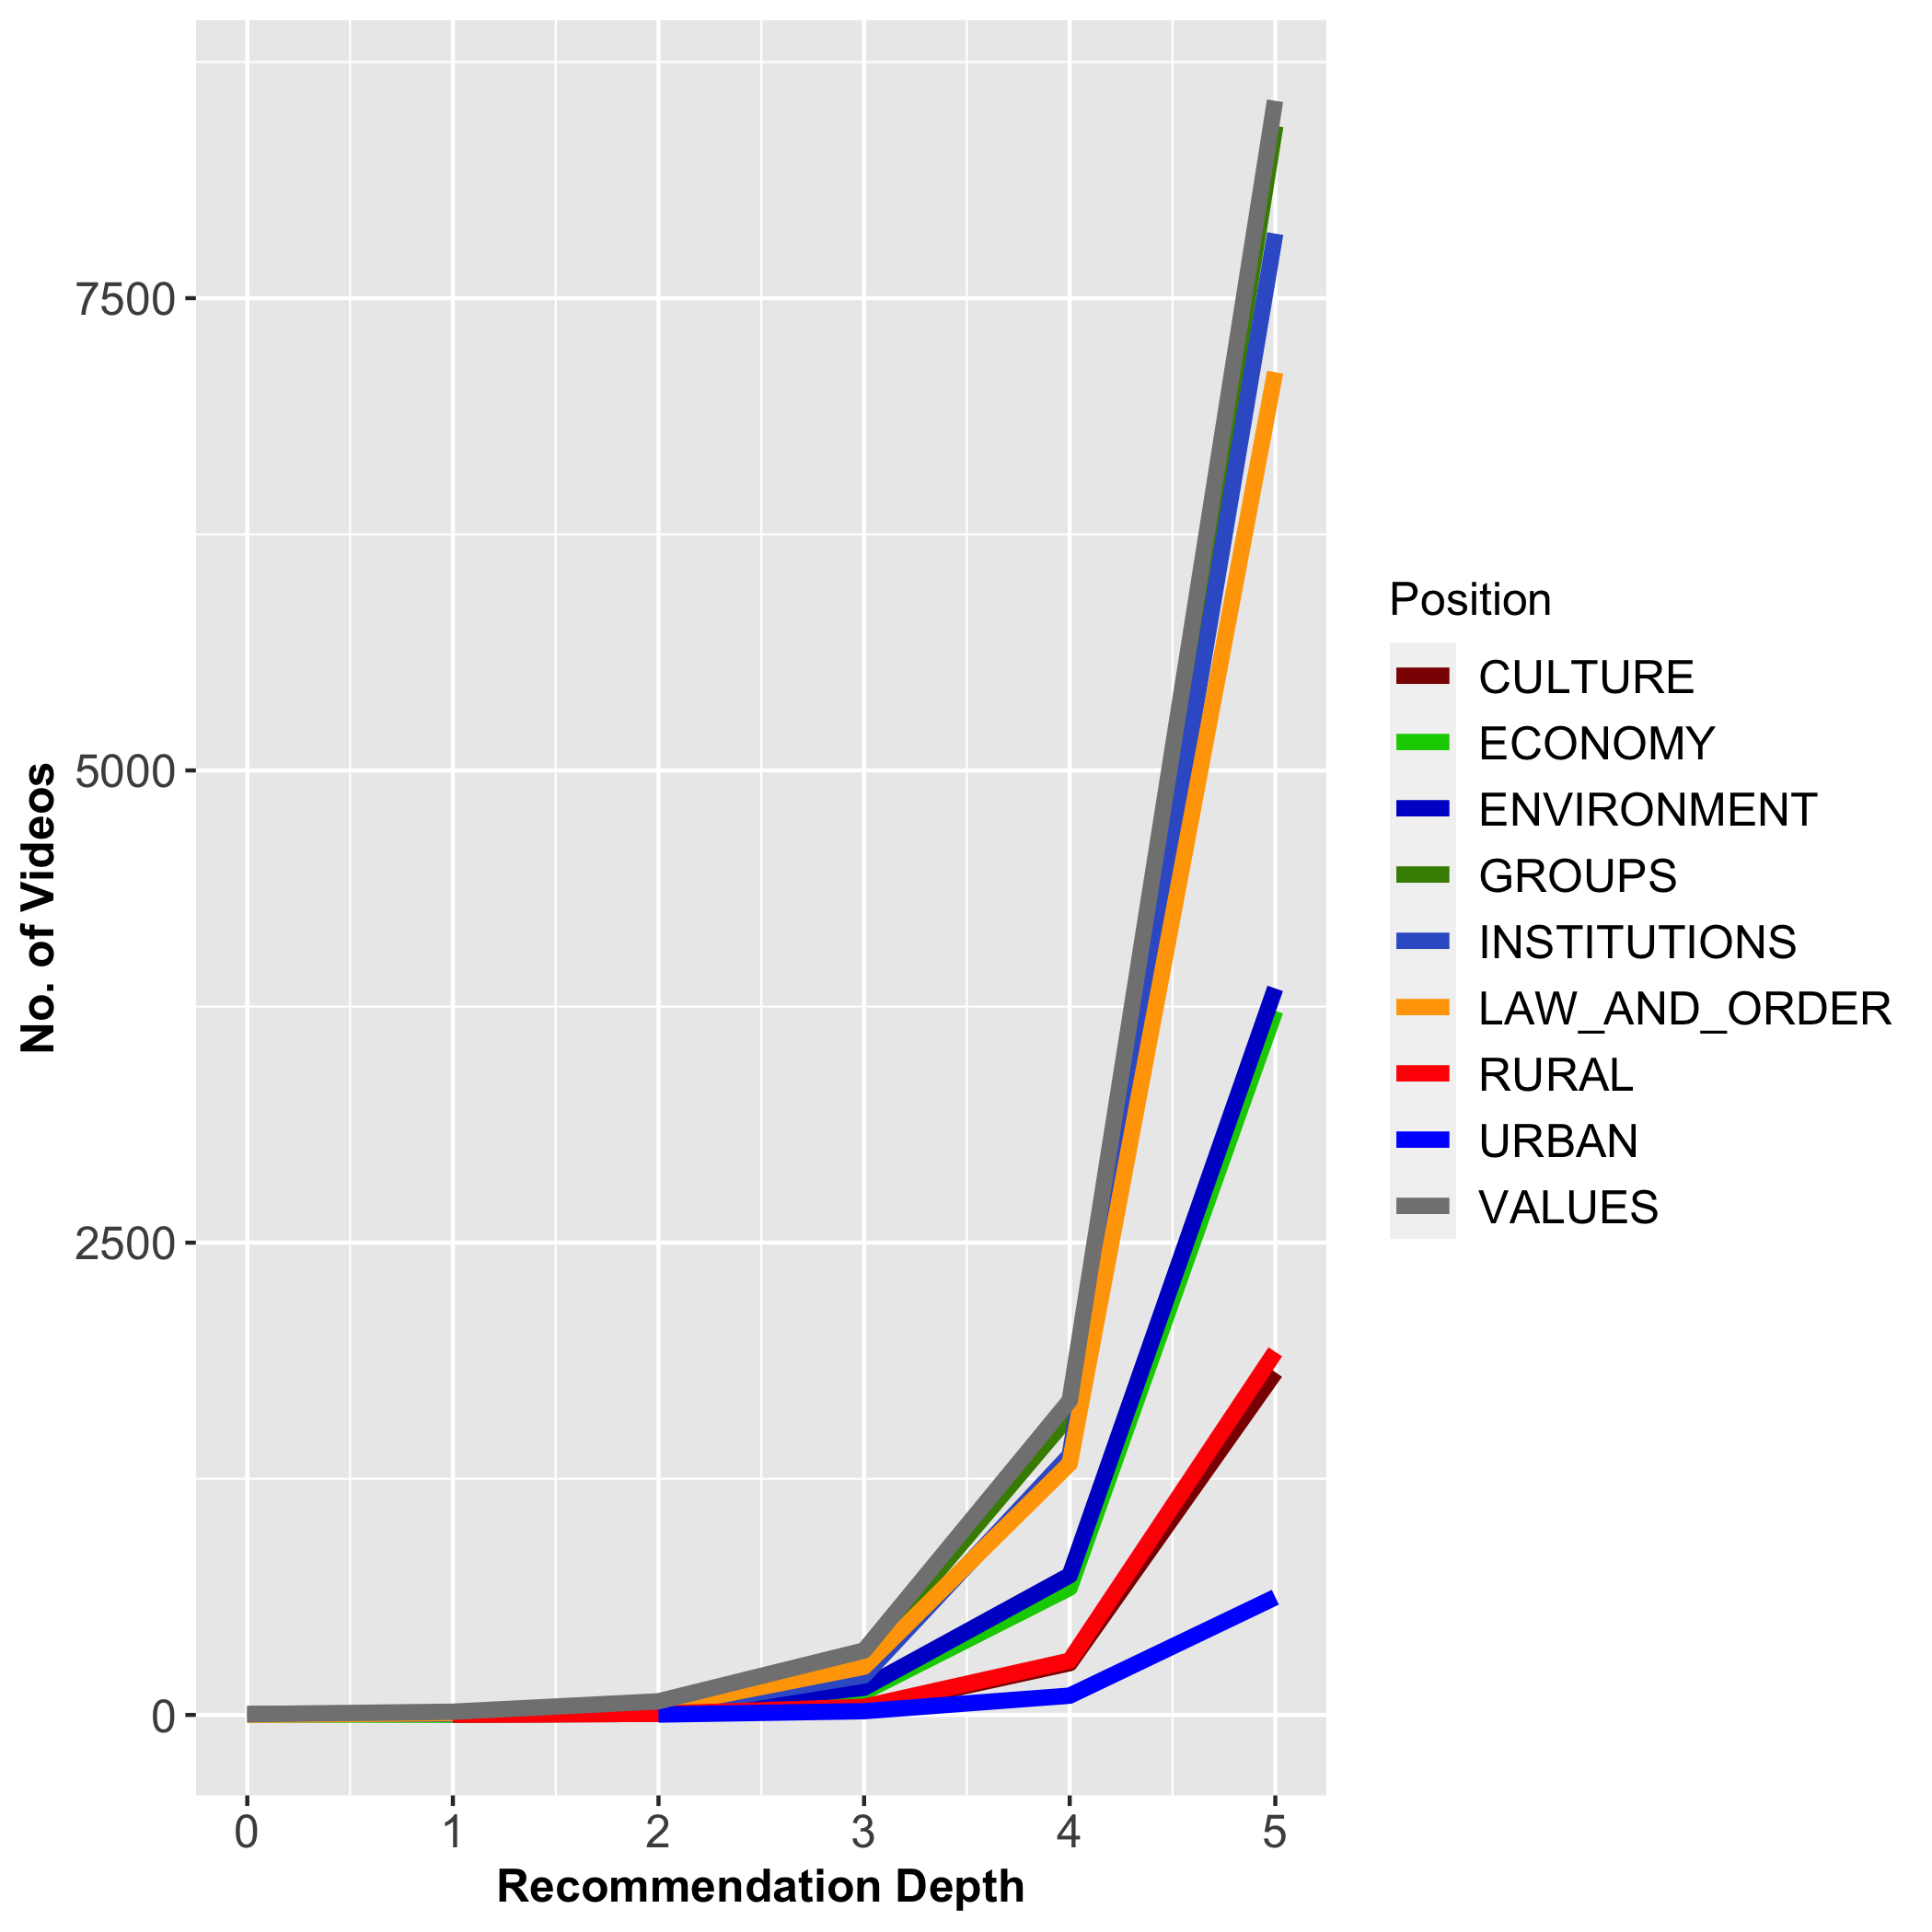 No. of Videos
7500
5000
2500
0
0 1 2 3 4 5
Recommendation Depth
Position
CULTURE
ECONOMY
ENVIRONMENT
GROUPS
INSTITUTIONS
LAW_AND_ORDER
RURAL
URBAN
VALUES